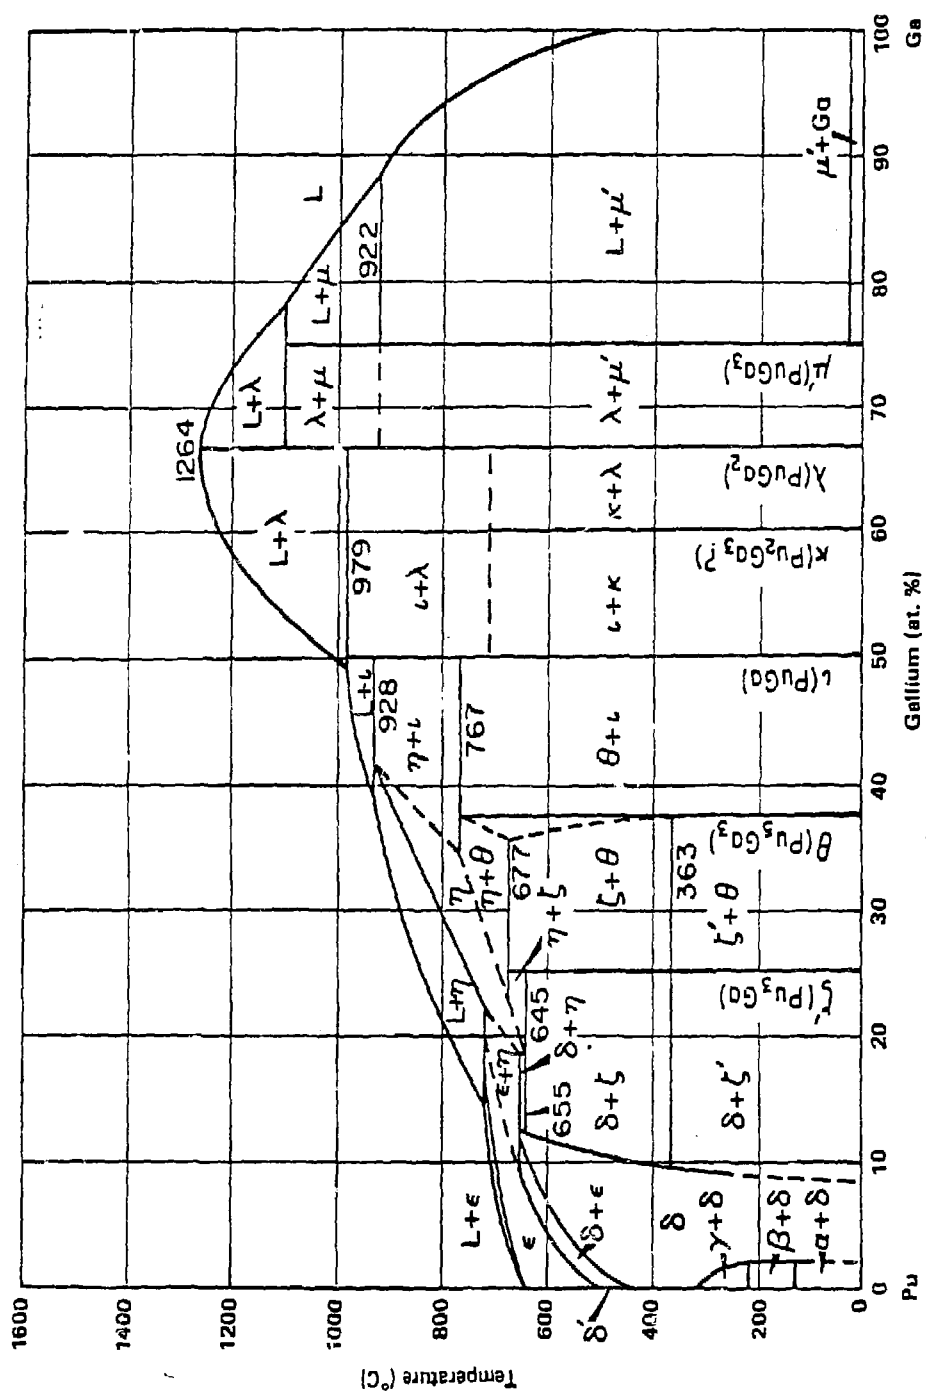 Temperature (°C)
1600
1400
1200
1000
800
600
400
200
0
1264
979
928
922
767
677
645
655
363
L
L+λ
L+λ
L+μ
λ+μ
L+μ′
λ+μ′
κ+λ
ι+λ
ι+κ
L+ι
η+ι
θ+ι
η
η+θ
η+ζ
ζ+θ
ζ′+θ
L+η
ε+η
δ+η
δ+ζ
δ+ζ′
L+ε
ε
δ+ε
δ′
δ
γ+δ
β+δ
α+δ
μ′+Ga
ζ′(Pu₃Ga)
θ(Pu₅Ga₃)
ι(PuGa)
κ(Pu₂Ga₃?)
λ(PuGa₂)
μ′(PuGa₃)
0
10
20
30
40
50
60
70
80
90
100
Pu
Gallium (at. %)
Ga